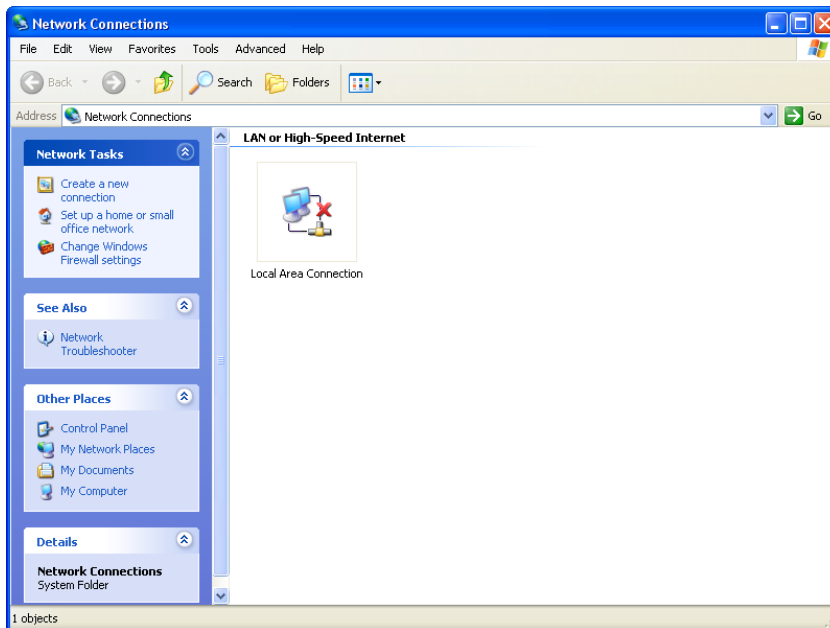 Network Connections
File Edit View Favorites Tools Advanced Help
Back Search Folders
Address Network Connections Go
Network Tasks
Create a new
connection
Set up a home or small
office network
Change Windows
Firewall settings
See Also
Network
Troubleshooter
Other Places
Control Panel
My Network Places
My Documents
My Computer
Details
Network Connections
System Folder
LAN or High-Speed Internet
Local Area Connection
1 objects